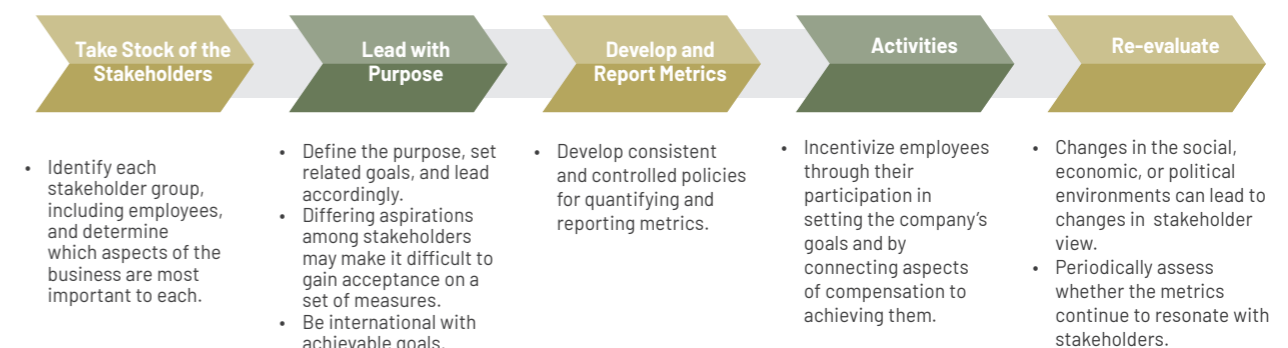 Take Stock of the
Stakeholders
• Identify each
stakeholder group,
including employees,
and determine
which aspects of the
business are most
important to each.
Lead with
Purpose
• Define the purpose, set
related goals, and lead
accordingly.
• Differing aspirations
among stakeholders
may make it difficult to
gain acceptance on a
set of measures.
• Be international with
achievable goals.
Develop and
Report Metrics
• Develop consistent
and controlled policies
for quantifying and
reporting metrics.
Activities
• Incentivize employees
through their
participation in
setting the company’s
goals and by
connecting aspects
of compensation to
achieving them.
Re-evaluate
• Changes in the social,
economic, or political
environments can lead to
changes in stakeholder
view.
• Periodically assess
whether the metrics
continue to resonate with
stakeholders.